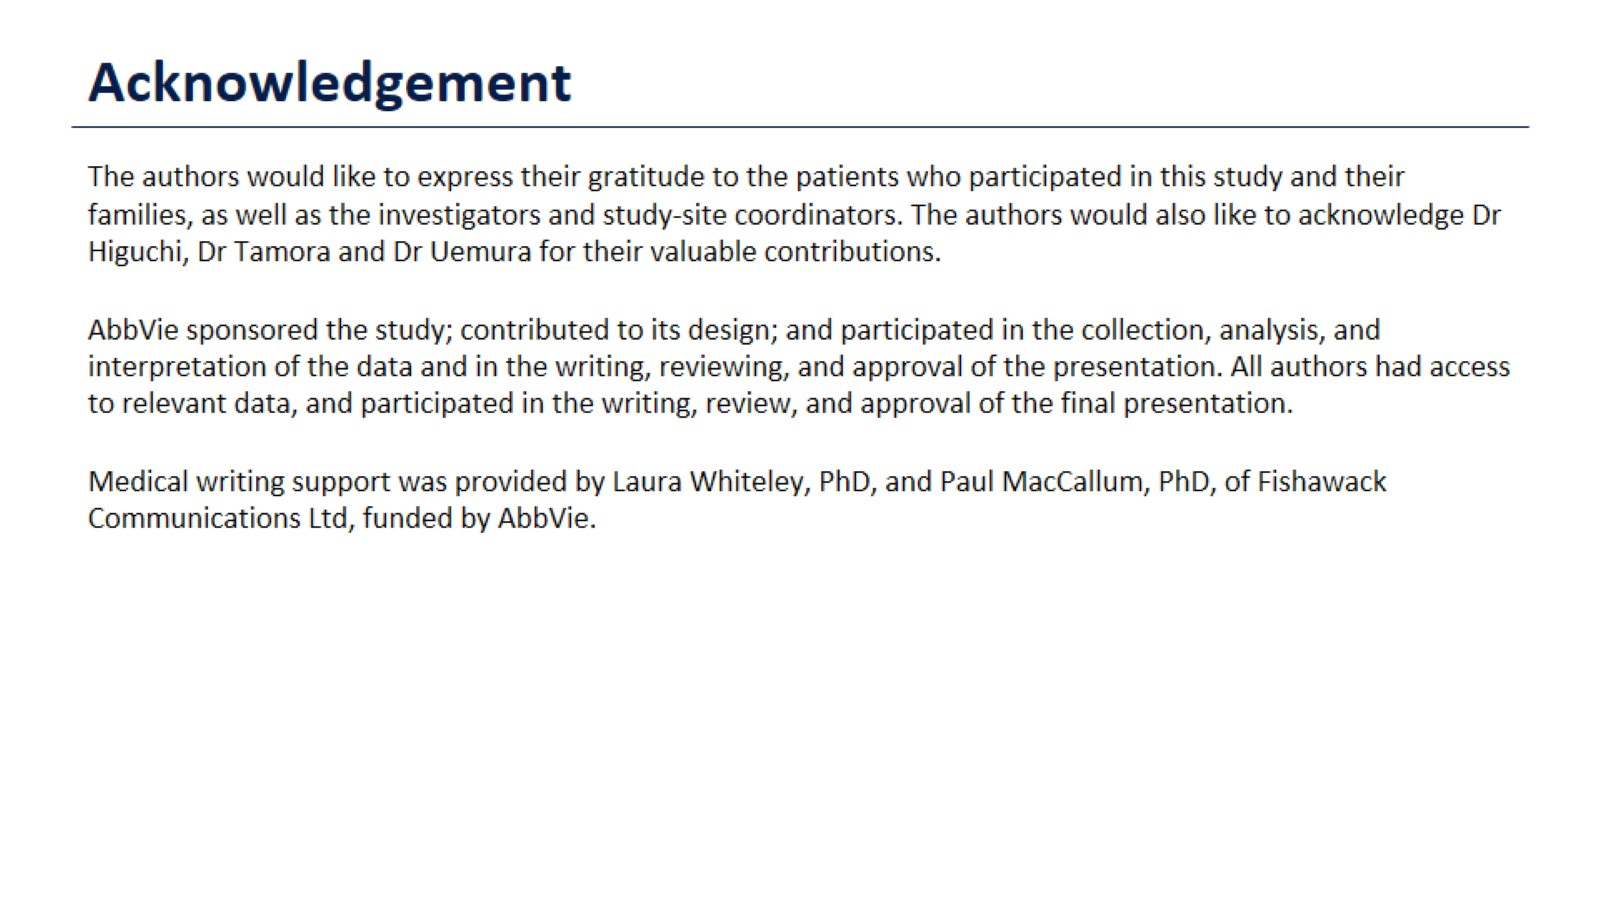 Acknowledgement
The authors would like to express their gratitude to the patients who participated in this study and their
families, as well as the investigators and study-site coordinators. The authors would also like to acknowledge Dr
Higuchi, Dr Tamora and Dr Uemura for their valuable contributions.
AbbVie sponsored the study; contributed to its design; and participated in the collection, analysis, and
interpretation of the data and in the writing, reviewing, and approval of the presentation. All authors had access
to relevant data, and participated in the writing, review, and approval of the final presentation.
Medical writing support was provided by Laura Whiteley, PhD, and Paul MacCallum, PhD, of Fishawack
Communications Ltd, funded by AbbVie.